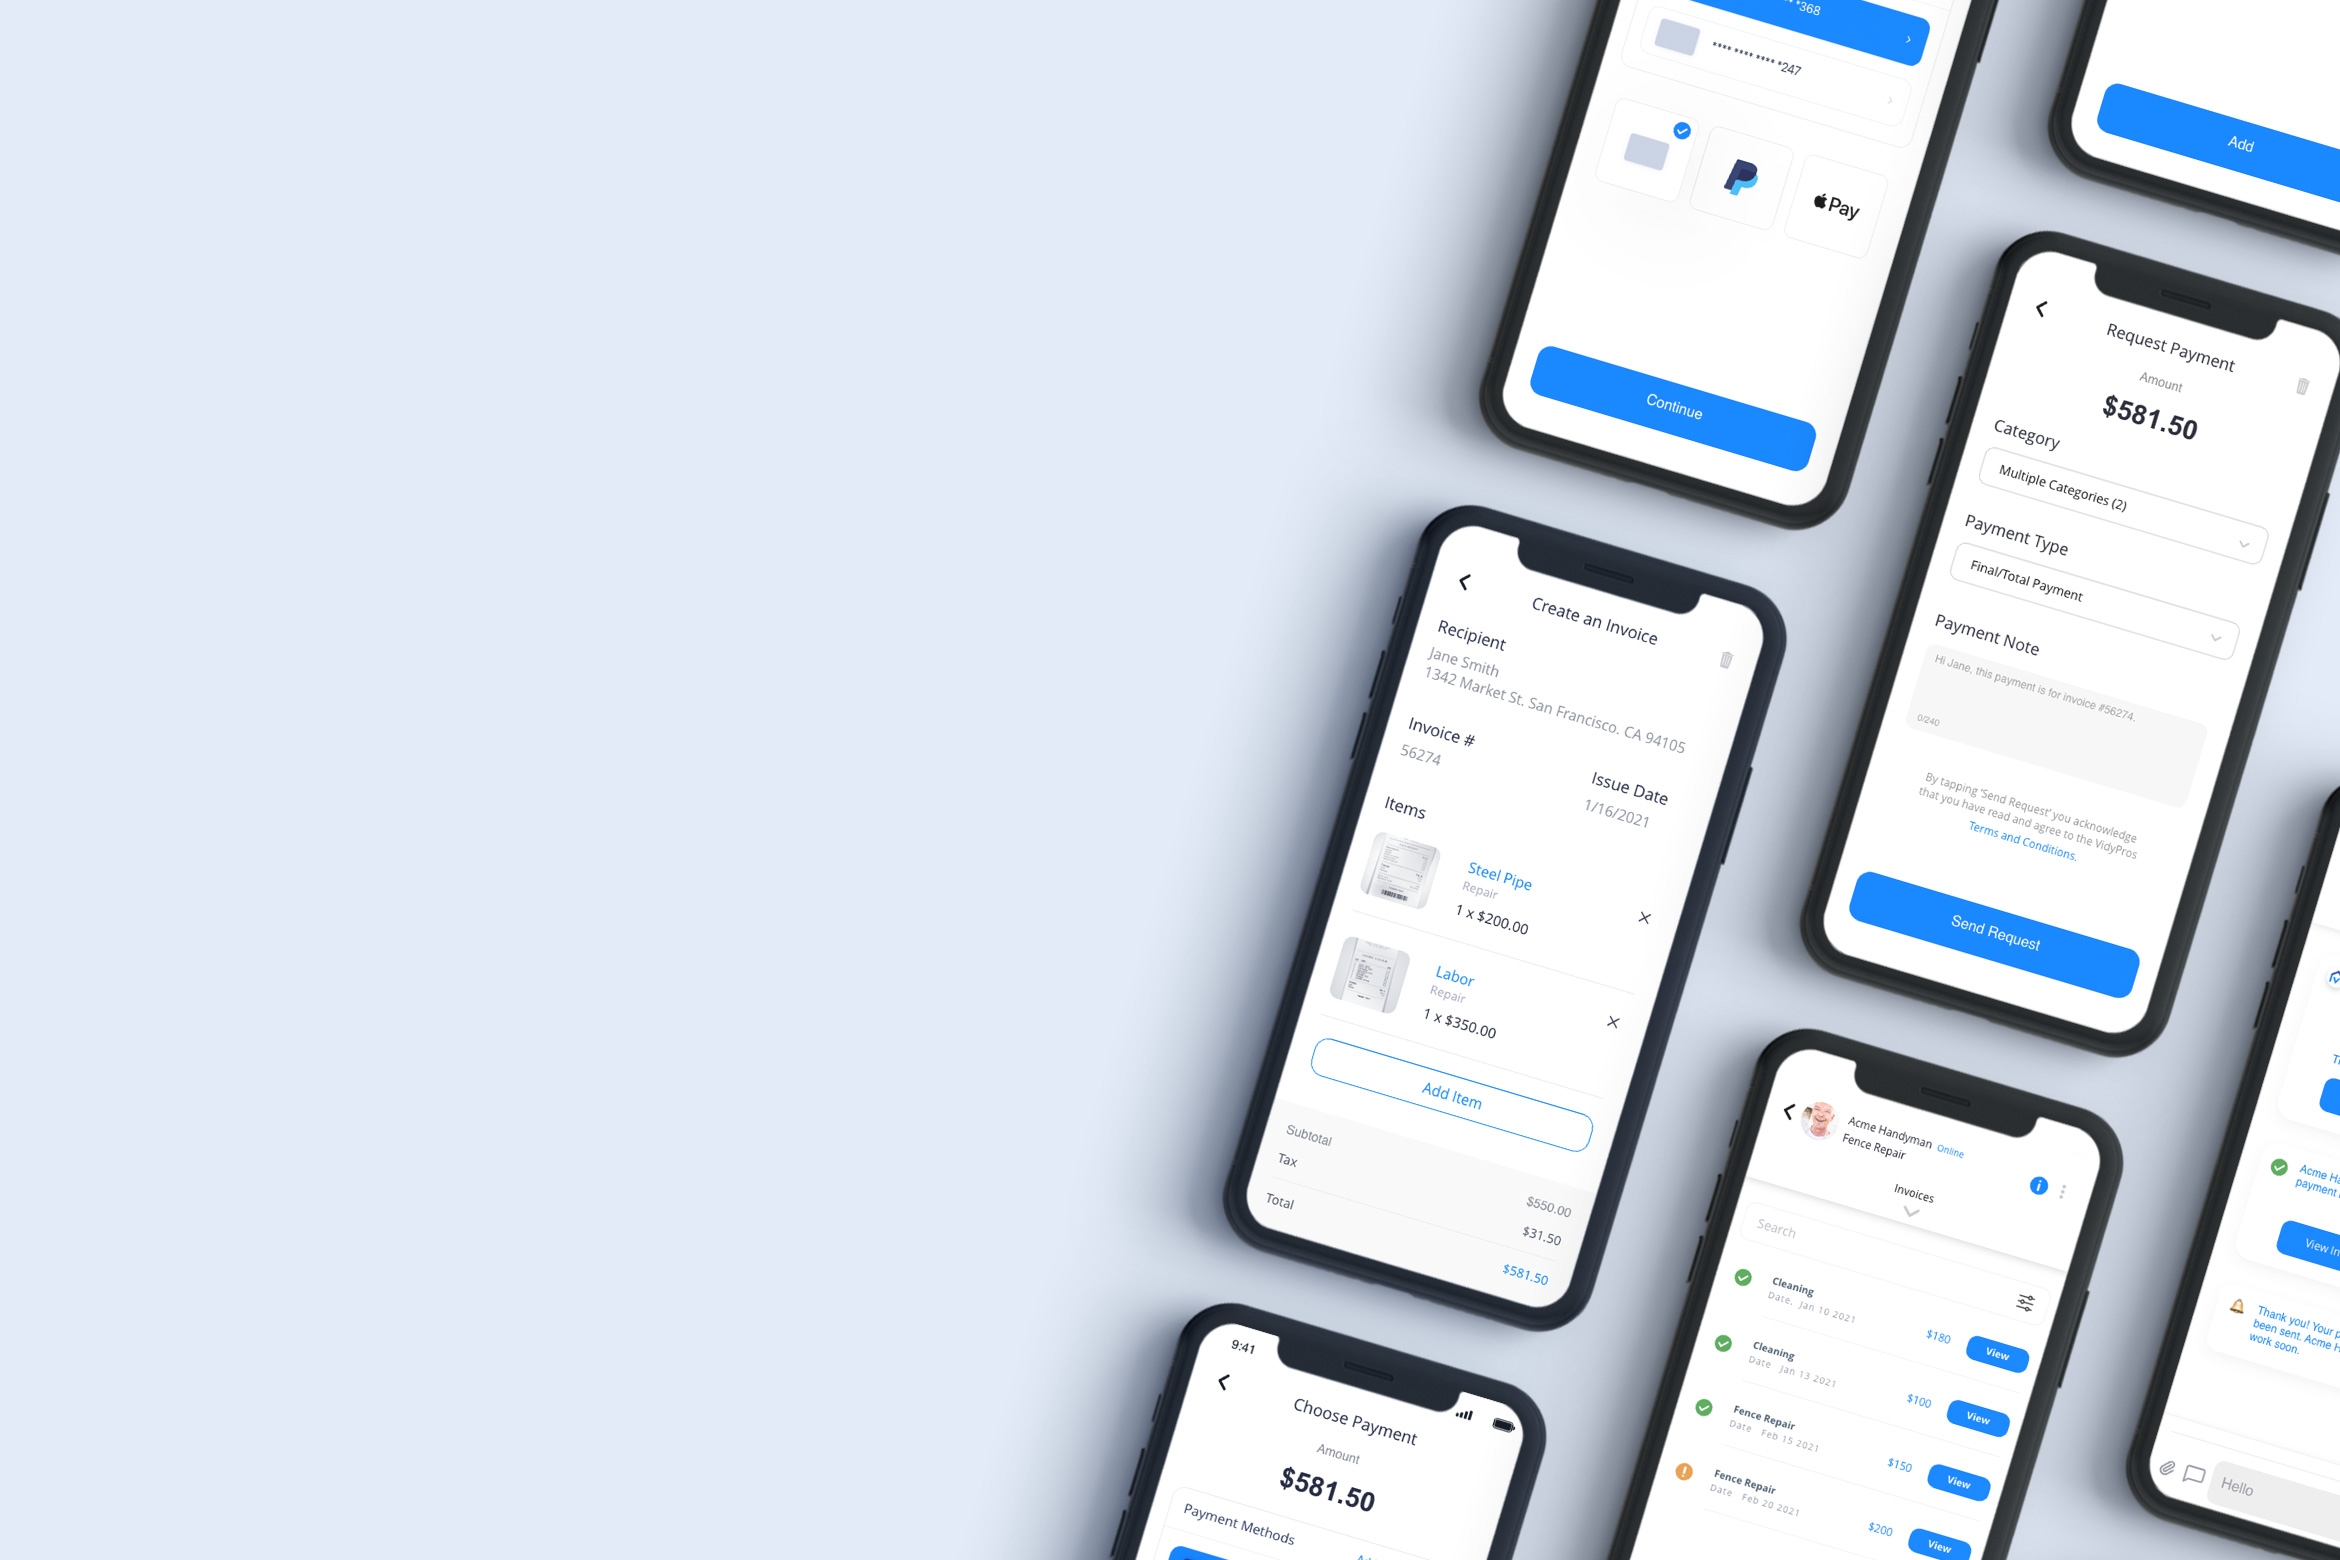 *368
**** **** **** *247
Pay
Continue
Add
Request Payment
Amount
$581.50
Category
Multiple Categories (2)
Payment Type
Final/Total Payment
Payment Note
Hi Jane, this payment is for invoice #56274.
0/240
By tapping 'Send Request' you acknowledge
that you have read and agree to the VidyPros
Terms and Conditions.
Send Request
Create an Invoice
Recipient
Jane Smith
1342 Market St. San Francisco. CA 94105
Invoice #
56274
Issue Date
1/16/2021
Items
Steel Pipe
Repair
1 x $200.00
Labor
Repair
1 x $350.00
Add Item
Subtotal
$550.00
Tax
$31.50
Total
$581.50
9:41
Choose Payment
Amount
$581.50
Payment Methods
Acme Handyman Online
Fence Repair
Invoices
Search
Cleaning
Date, Jan 10 2021
$180
View
Cleaning
Date Jan 13 2021
$100
View
Fence Repair
Date Feb 15 2021
$150
View
Fence Repair
Date Feb 20 2021
$200
View
Acme
payment
View
Thank you! Your
been sent. Acme
work soon.
Hello